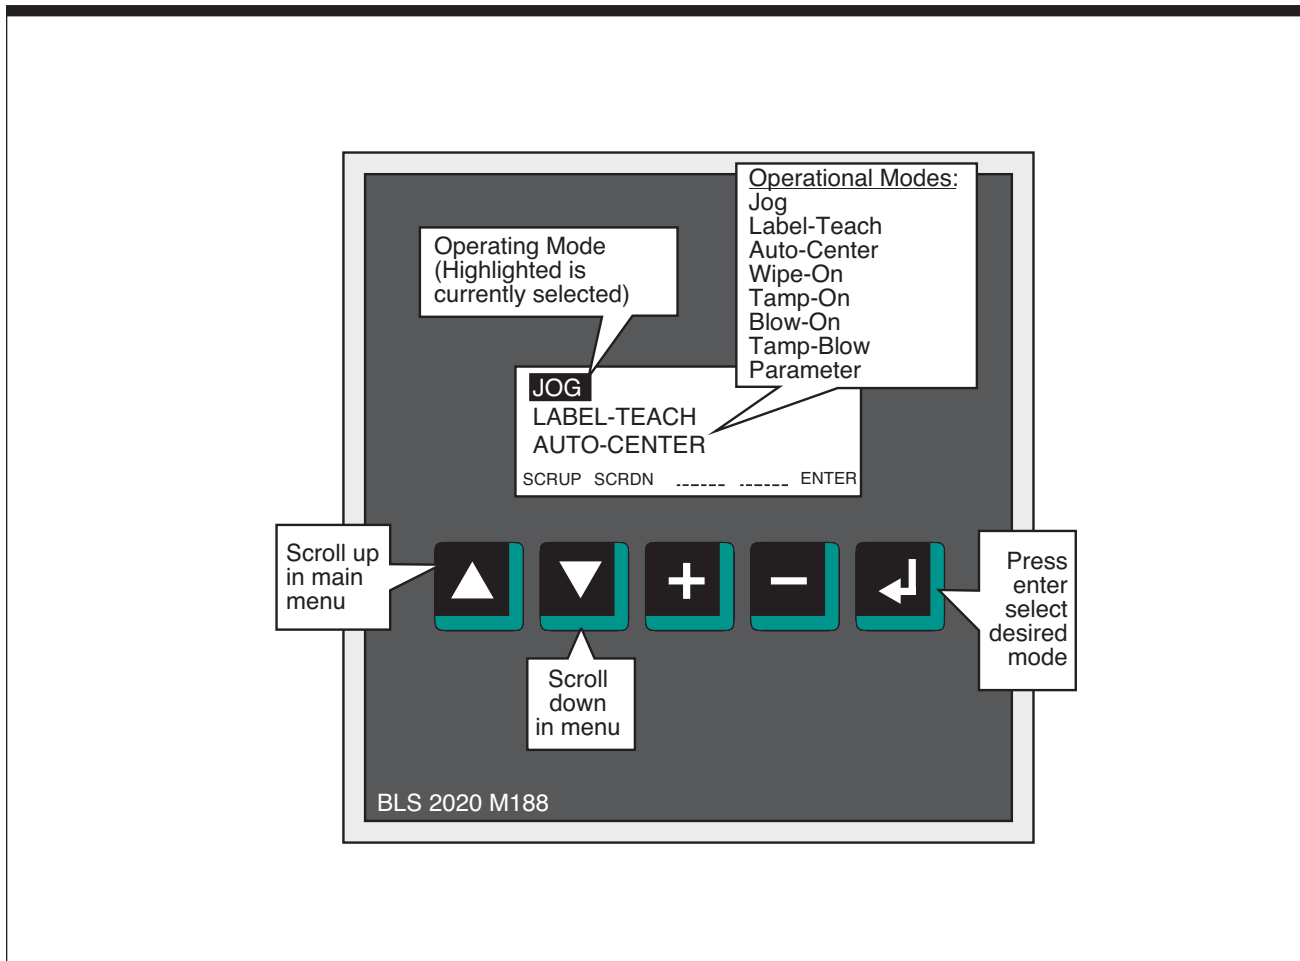 Operational Modes:
Jog
Label-Teach
Auto-Center
Wipe-On
Tamp-On
Blow-On
Tamp-Blow
Parameter
Operating Mode
(Highlighted is
currently selected)
JOG
LABEL-TEACH
AUTO-CENTER
SCRUP SCRDN ------ ------ ENTER
Scroll up
in main
menu
Press
enter
select
desired
mode
Scroll
down
in menu
BLS 2020 M188